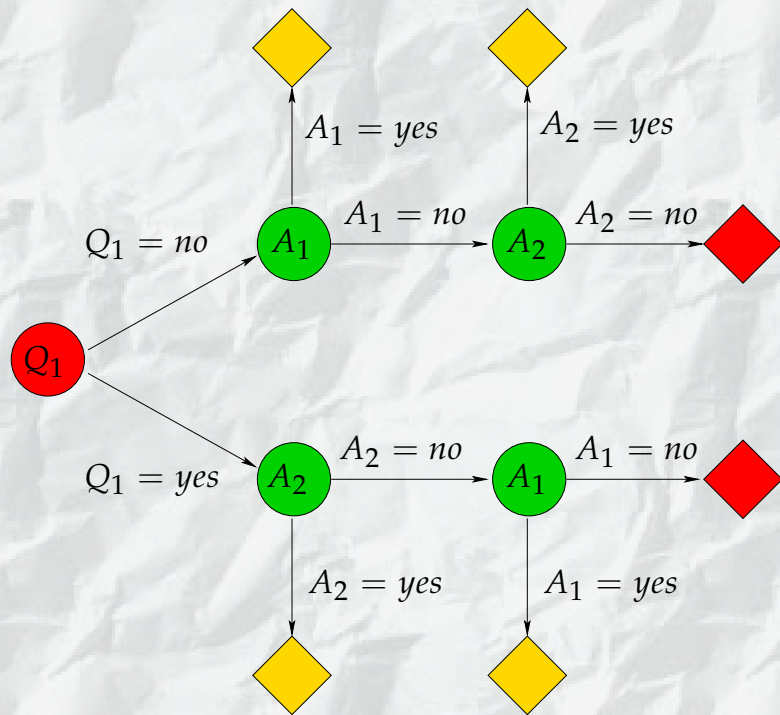 A₁ = yes
A₂ = yes
A₁ = no
A₂ = no
Q₁ = no
A₁
A₂
Q₁
A₂ = no
A₁ = no
Q₁ = yes
A₂
A₁
A₂ = yes
A₁ = yes